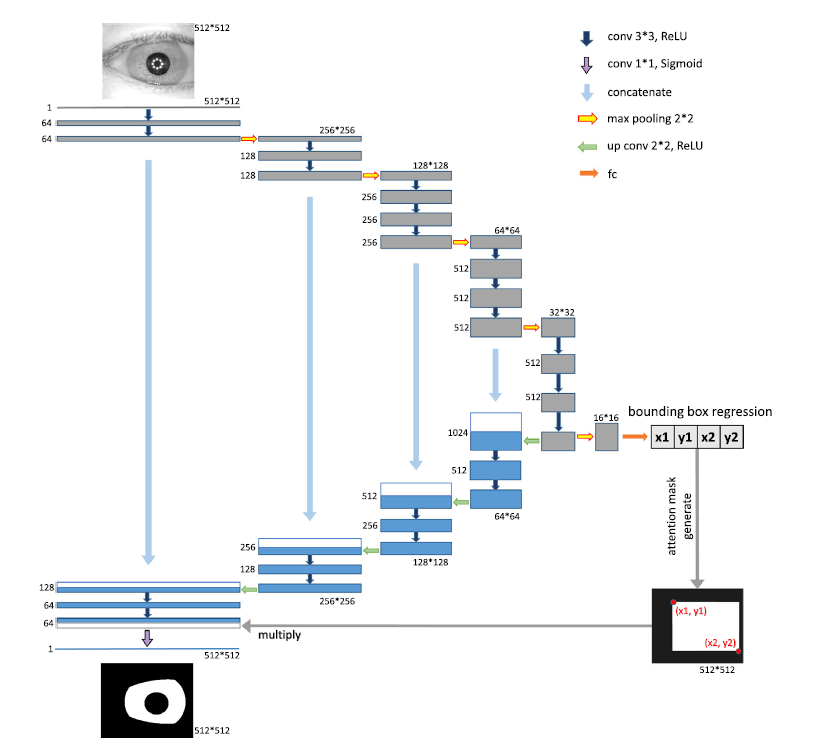 512*512
conv 3*3, ReLU
conv 1*1, Sigmoid
concatenate
max pooling 2*2
up conv 2*2, ReLU
fc
512*512
1
64
64
256*256
128
128
128*128
256
256
256
64*64
512
512
512
32*32
512
512
16*16
bounding box regression
x1 y1 x2 y2
1024
512
64*64
attention mask
generate
512
256
128*128
256
128
256*256
128
64
64
multiply
(x1, y1)
(x2, y2)
512*512
1
512*512
512*512